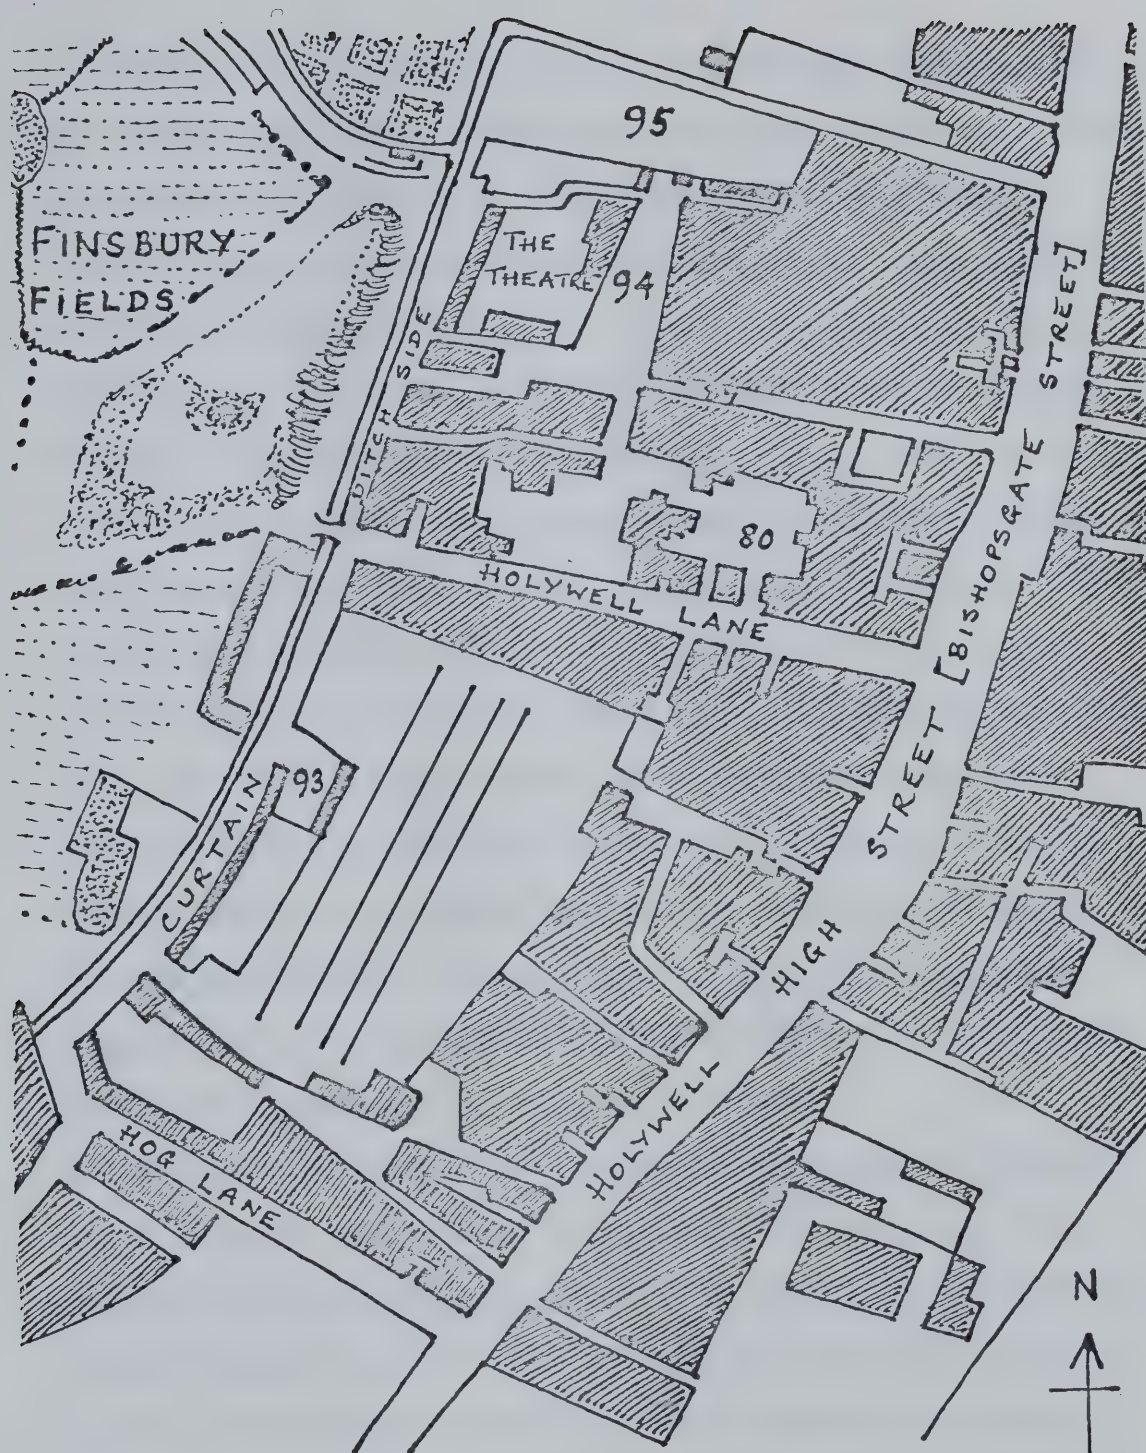 95
FINSBURY
FIELDS
THE
THEATRE
94
DITCH SIDE
80
HOLYWELL LANE
[BISHOPSGATE STREET]
93
CURTAIN
HOLYWELL HIGH STREET
HOG LANE
N